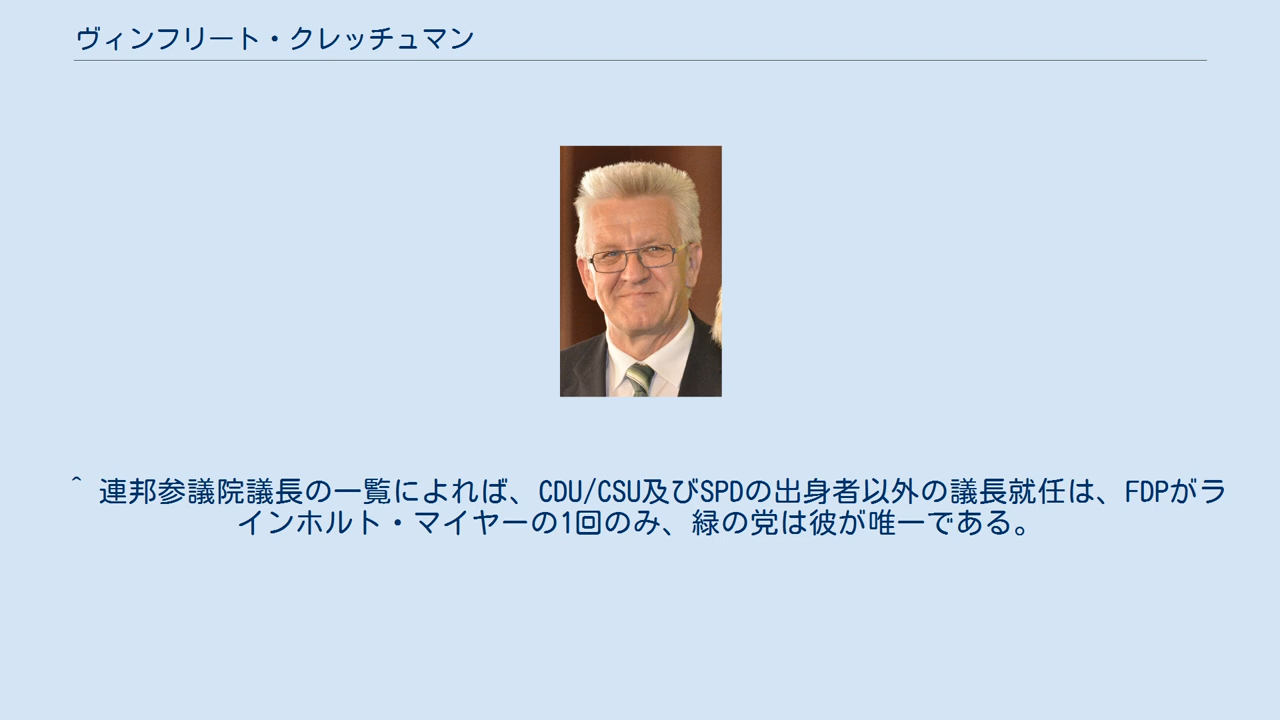 ヴィンフリート・クレッチュマン
^ 連邦参議院議長の一覧によれば、CDU/CSU及びSPDの出身者以外の議長就任は、FDPがラ
インホルト・マイヤーの1回のみ、緑の党は彼が唯一である。